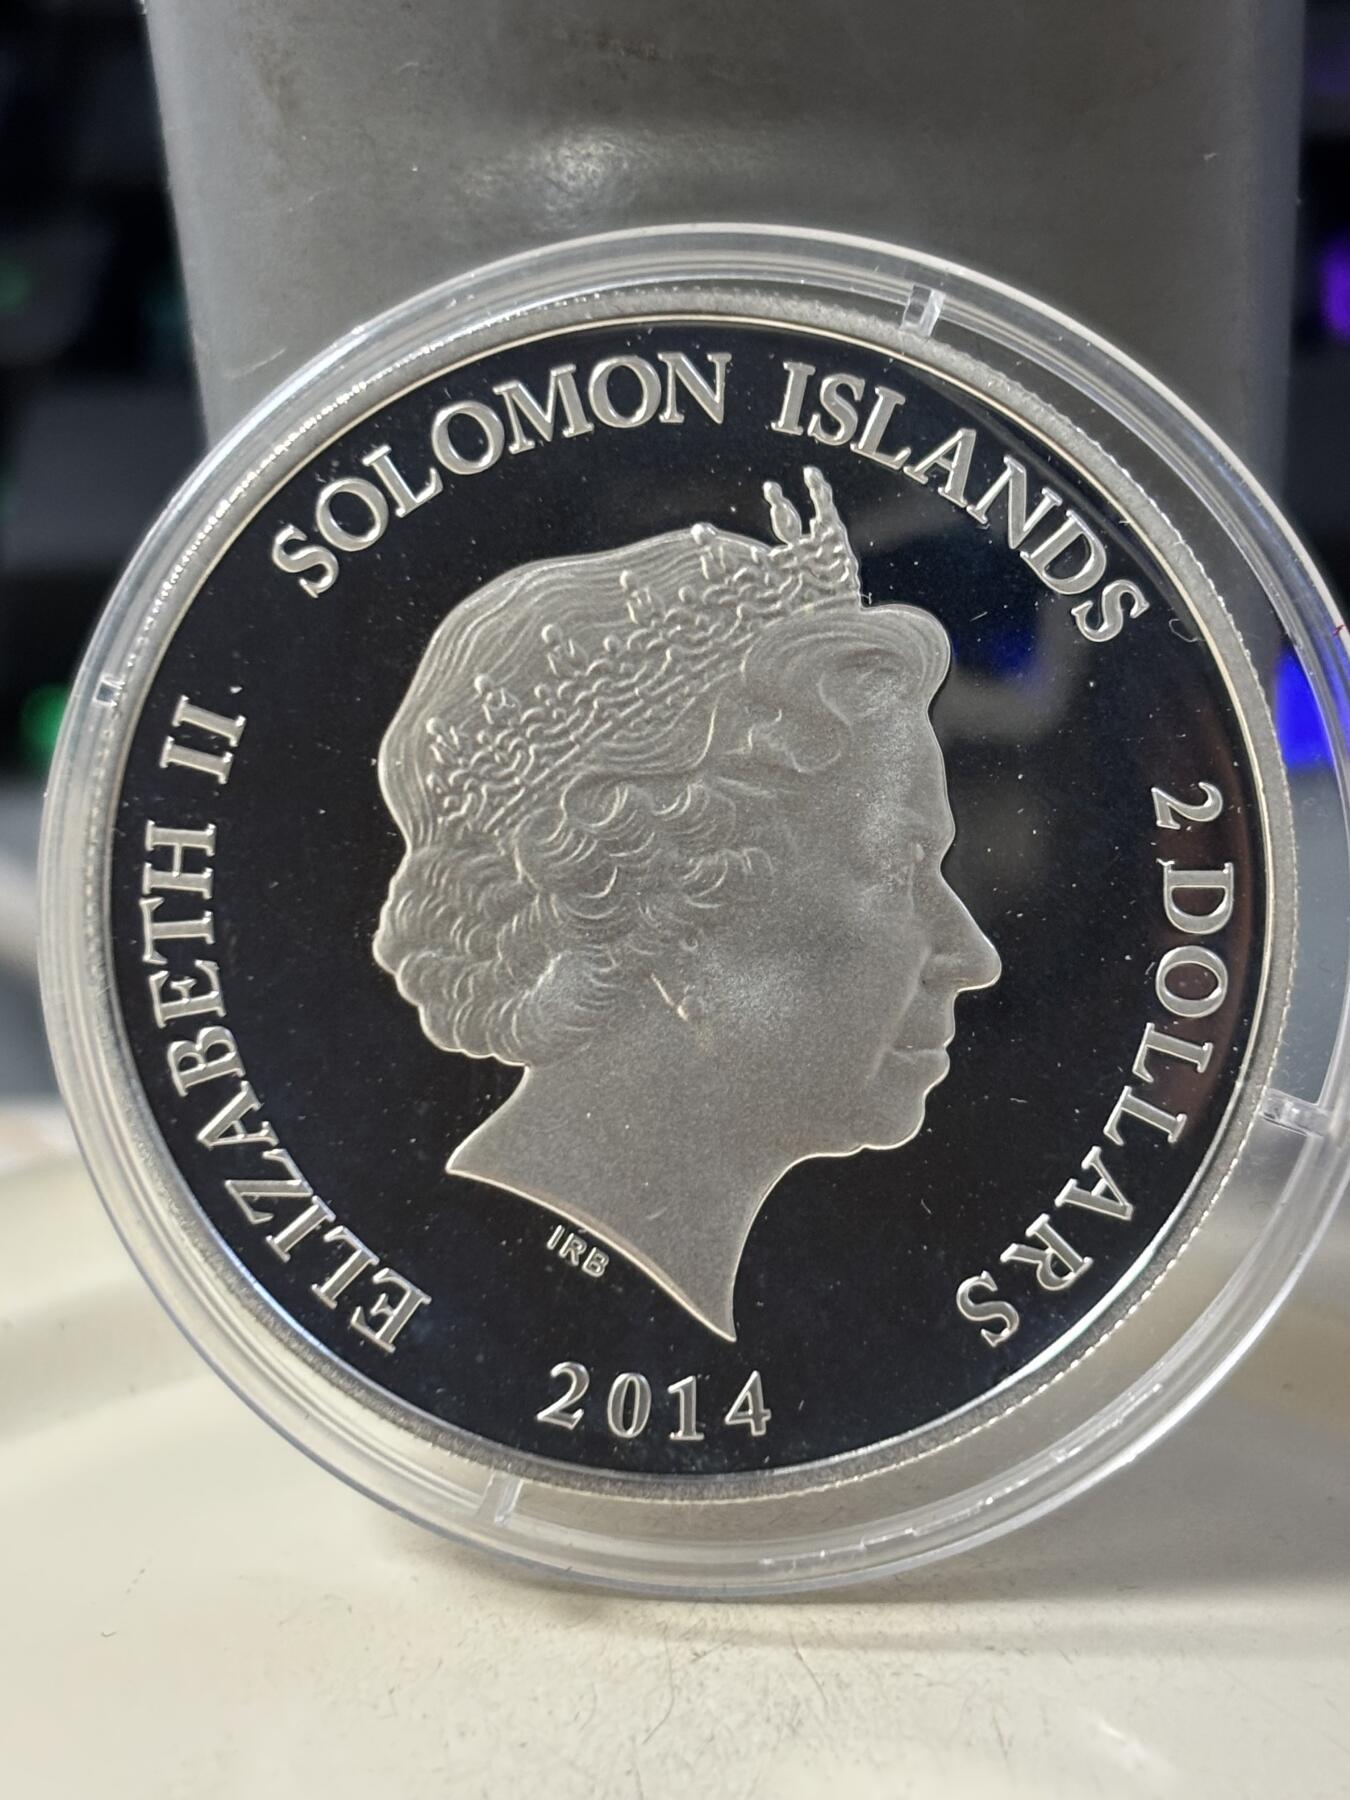 ELIZABETH II
SOLOMON ISLANDS
2 DOLLARS
IRB
2014